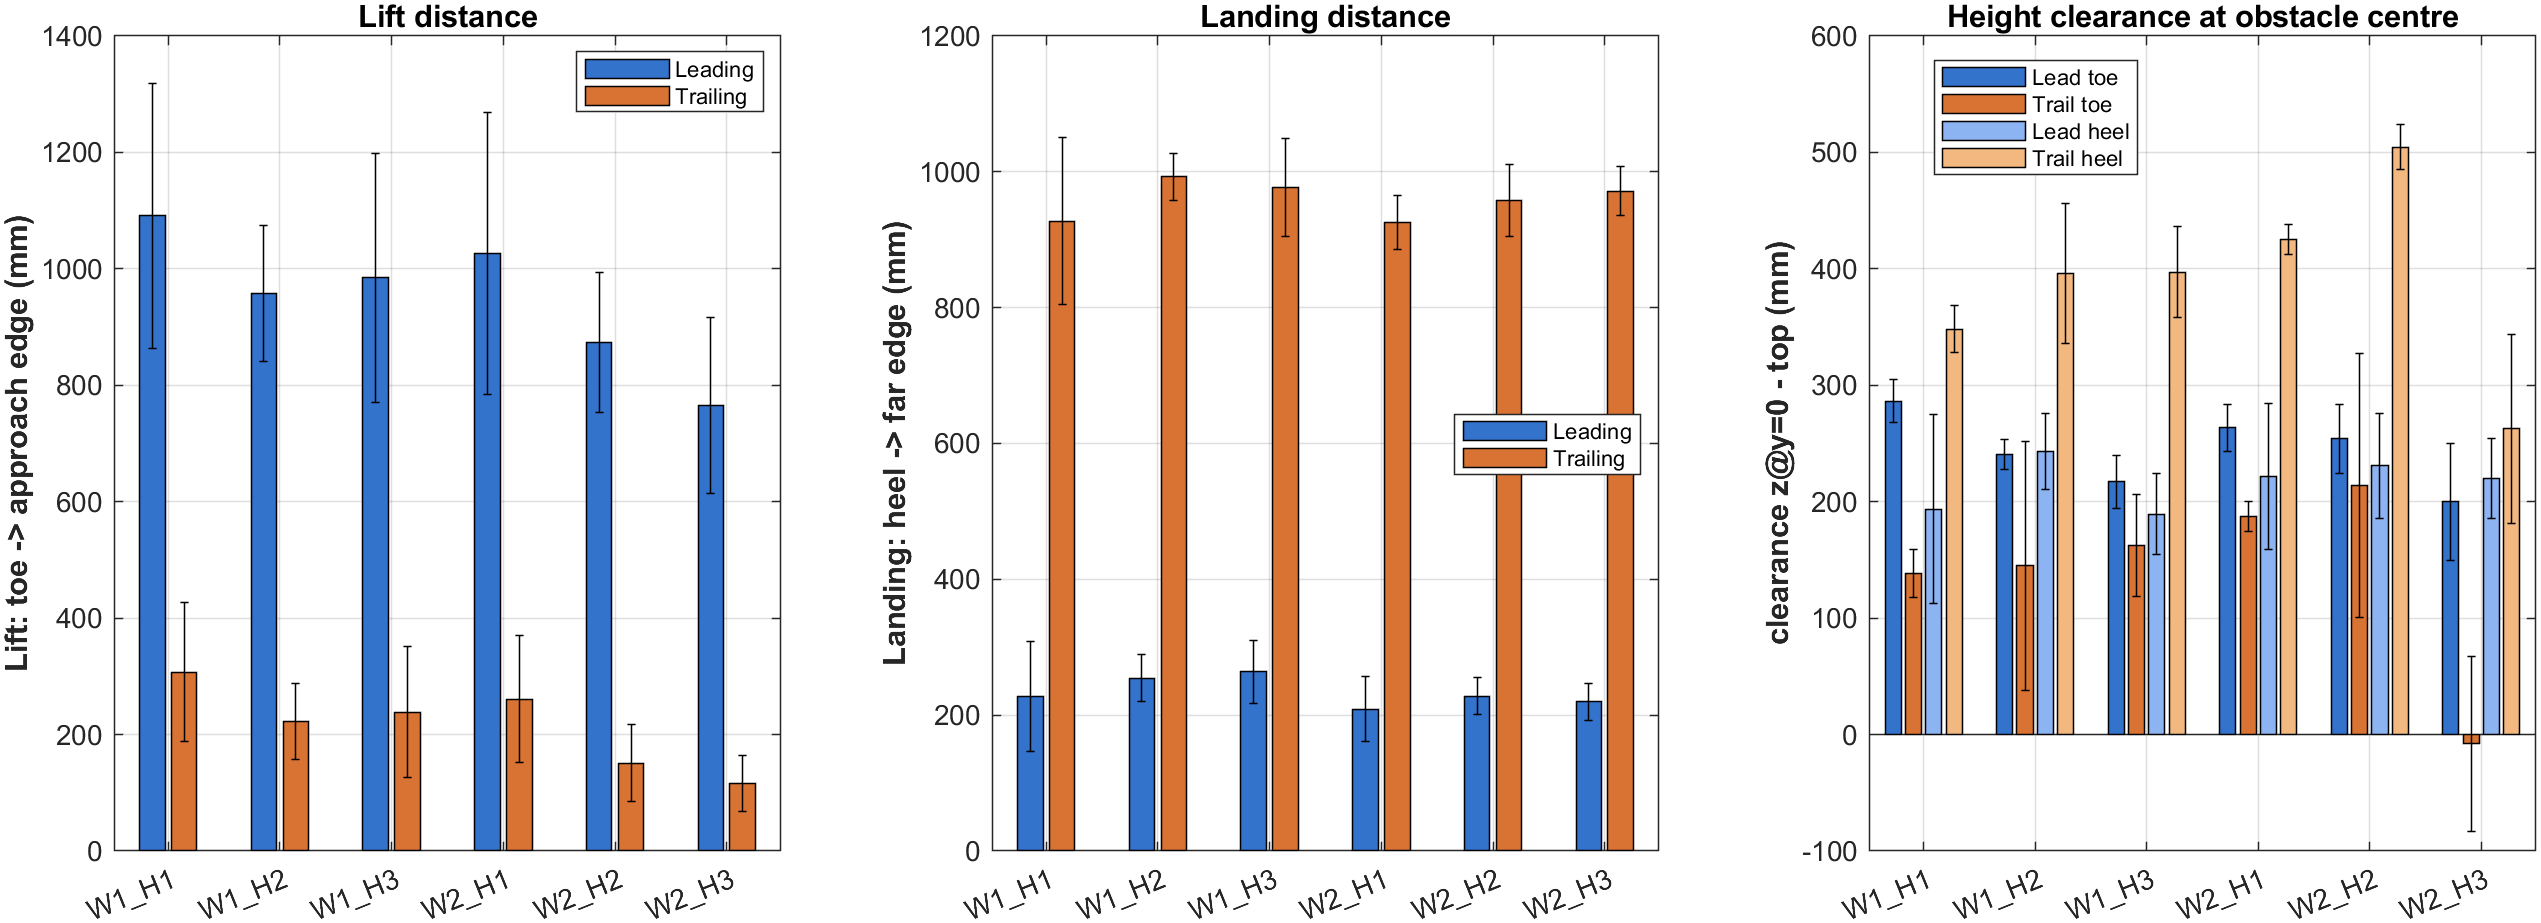 Lift distance
Lift: toe -> approach edge (mm)
1400
1200
1000
800
600
400
200
0
Leading
Trailing
W1_H1
W1_H2
W1_H3
W2_H1
W2_H2
W2_H3
Landing distance
Landing: heel -> far edge (mm)
1200
1000
800
600
400
200
0
Leading
Trailing
W1_H1
W1_H2
W1_H3
W2_H1
W2_H2
W2_H3
Height clearance at obstacle centre
clearance z@y=0 - top (mm)
600
500
400
300
200
100
0
-100
Lead toe
Trail toe
Lead heel
Trail heel
W1_H1
W1_H2
W1_H3
W2_H1
W2_H2
W2_H3